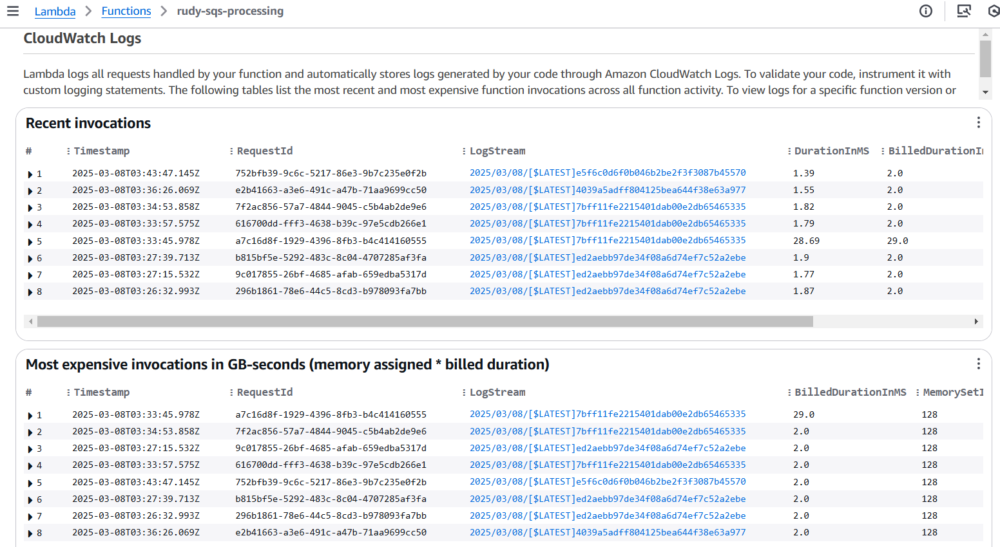 Lambda > Functions > rudy-sqs-processing
CloudWatch Logs
Lambda logs all requests handled by your function and automatically stores logs generated by your code through Amazon CloudWatch Logs. To validate your code, instrument it with
custom logging statements. The following tables list the most recent and most expensive function invocations across all function activity. To view logs for a specific function version or
Recent invocations
# Timestamp RequestId LogStream DurationInMS BilledDurationIn
1 2025-03-08T03:43:47.145Z 752bfb39-9c6c-5217-86e3-9b7c235e0f2b 2025/03/08/[$LATEST]e5f6c0d6f0b046b2be2f3f3087b45570 1.39 2.0
2 2025-03-08T03:36:26.069Z e2b41663-a3e6-491c-a47b-71aa9699cc50 2025/03/08/[$LATEST]4039a5adff804125bea644f38e63a977 1.55 2.0
3 2025-03-08T03:34:53.858Z 7f2ac856-57a7-4844-9045-c5b4ab2de9e6 2025/03/08/[$LATEST]7bff11fe2215401dab00e2db65465335 1.82 2.0
4 2025-03-08T03:33:57.575Z 616700dd-fff3-4638-b39c-97e5cdb266e1 2025/03/08/[$LATEST]7bff11fe2215401dab00e2db65465335 1.79 2.0
5 2025-03-08T03:33:45.978Z a7c16d8f-1929-4396-8fb3-b4c414160555 2025/03/08/[$LATEST]7bff11fe2215401dab00e2db65465335 28.69 29.0
6 2025-03-08T03:27:39.713Z b815bf5e-5292-483c-8c04-4707285af3fa 2025/03/08/[$LATEST]ed2aebb97de34f08a6d74ef7c52a2ebe 1.9 2.0
7 2025-03-08T03:27:15.532Z 9c017855-26bf-4685-afab-659edba5317d 2025/03/08/[$LATEST]ed2aebb97de34f08a6d74ef7c52a2ebe 1.77 2.0
8 2025-03-08T03:26:32.993Z 296b1861-78e6-44c5-8cd3-b978093fa7bb 2025/03/08/[$LATEST]ed2aebb97de34f08a6d74ef7c52a2ebe 1.87 2.0
Most expensive invocations in GB-seconds (memory assigned * billed duration)
# Timestamp RequestId LogStream BilledDurationInMS MemorySetI
1 2025-03-08T03:33:45.978Z a7c16d8f-1929-4396-8fb3-b4c414160555 2025/03/08/[$LATEST]7bff11fe2215401dab00e2db65465335 29.0 128
2 2025-03-08T03:34:53.858Z 7f2ac856-57a7-4844-9045-c5b4ab2de9e6 2025/03/08/[$LATEST]7bff11fe2215401dab00e2db65465335 2.0 128
3 2025-03-08T03:27:15.532Z 9c017855-26bf-4685-afab-659edba5317d 2025/03/08/[$LATEST]ed2aebb97de34f08a6d74ef7c52a2ebe 2.0 128
4 2025-03-08T03:33:57.575Z 616700dd-fff3-4638-b39c-97e5cdb266e1 2025/03/08/[$LATEST]7bff11fe2215401dab00e2db65465335 2.0 128
5 2025-03-08T03:43:47.145Z 752bfb39-9c6c-5217-86e3-9b7c235e0f2b 2025/03/08/[$LATEST]e5f6c0d6f0b046b2be2f3f3087b45570 2.0 128
6 2025-03-08T03:27:39.713Z b815bf5e-5292-483c-8c04-4707285af3fa 2025/03/08/[$LATEST]ed2aebb97de34f08a6d74ef7c52a2ebe 2.0 128
7 2025-03-08T03:26:32.993Z 296b1861-78e6-44c5-8cd3-b978093fa7bb 2025/03/08/[$LATEST]ed2aebb97de34f08a6d74ef7c52a2ebe 2.0 128
8 2025-03-08T03:36:26.069Z e2b41663-a3e6-491c-a47b-71aa9699cc50 2025/03/08/[$LATEST]4039a5adff804125bea644f38e63a977 2.0 128